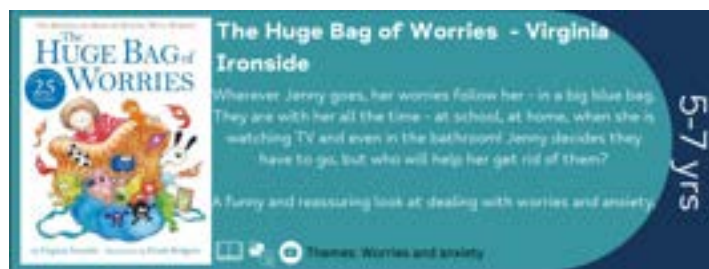 The Huge Bag of Worries - Virginia
Ironside
Wherever Jenny goes, her worries follow her - in a big blue bag.
They are with her all the time - at school, at home, when she is
watching TV and even in the bathroom! Jenny decides they
have to go, but who will help her get rid of them?
A funny and reassuring look at dealing with worries and anxiety.
Themes: Worries and anxiety
5-7 yrs
The
HUGE BAG of
WORRIES
25
by Virginia Ironside